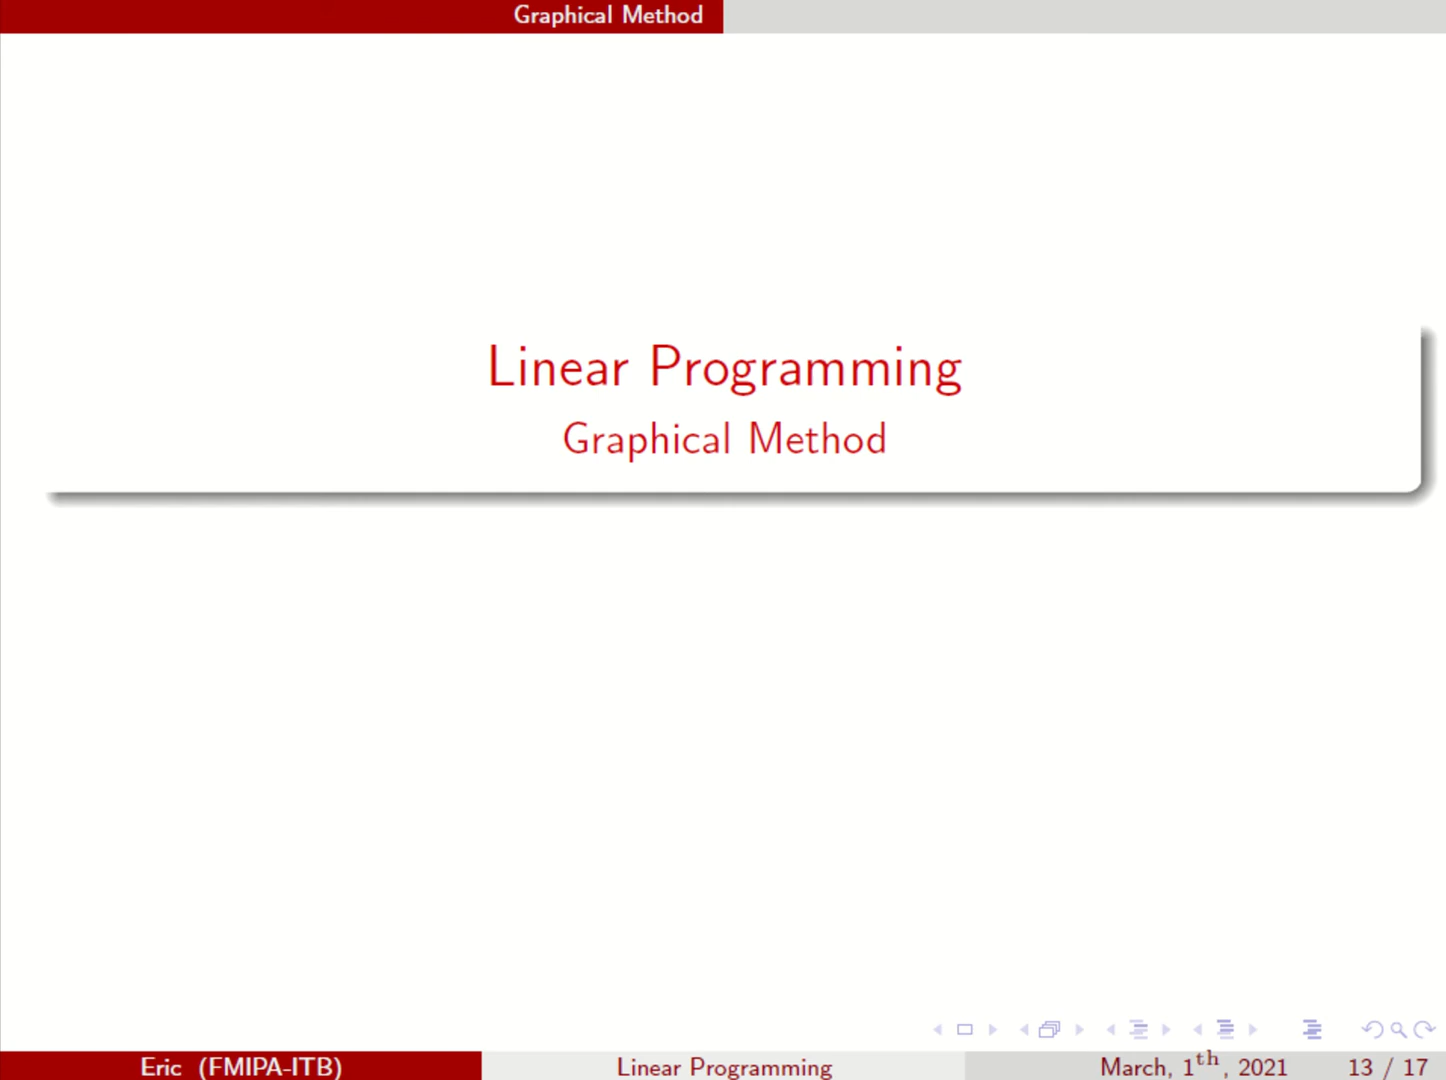 Graphical Method
Linear Programming
Graphical Method
Eric (FMIPA-ITB)
Linear Programming
March, 1th, 2021
13 / 17